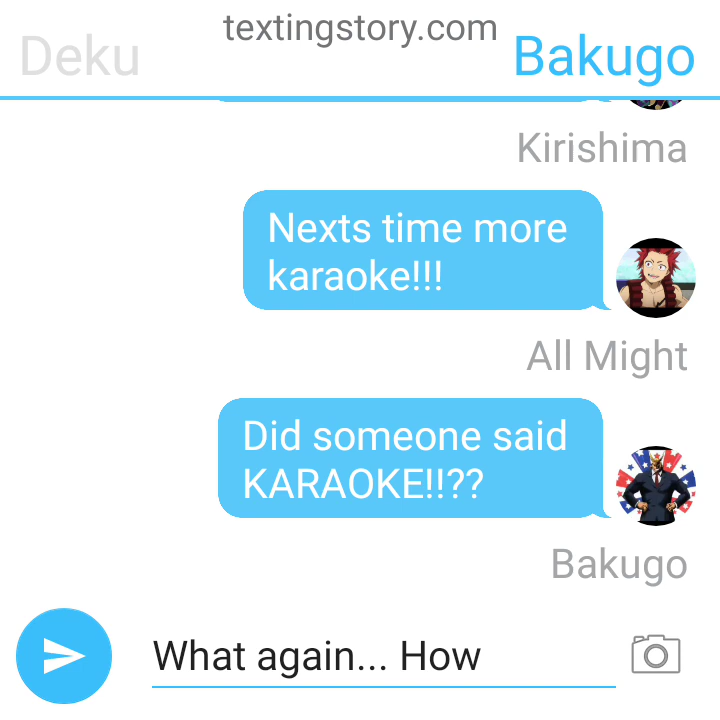 textingstory.com
Deku
Bakugo
Kirishima
Nexts time more
karaoke!!!
All Might
Did someone said
KARAOKE!!??
Bakugo
What again... How